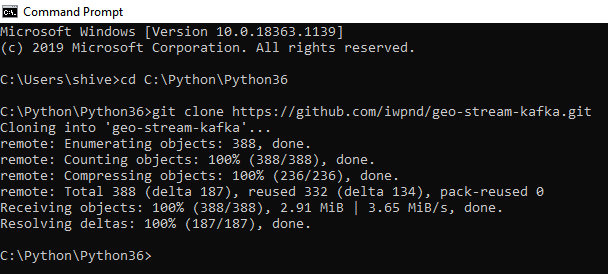 Command Prompt
Microsoft Windows [Version 10.0.18363.1139]
(c) 2019 Microsoft Corporation. All rights reserved.
C:\Users\shive>cd C:\Python\Python36
C:\Python\Python36>git clone https://github.com/iwpnd/geo-stream-kafka.git
Cloning into 'geo-stream-kafka'...
remote: Enumerating objects: 388, done.
remote: Counting objects: 100% (388/388), done.
remote: Compressing objects: 100% (236/236), done.
remote: Total 388 (delta 187), reused 332 (delta 134), pack-reused 0
Receiving objects: 100% (388/388), 2.91 MiB | 3.65 MiB/s, done.
Resolving deltas: 100% (187/187), done.
C:\Python\Python36>